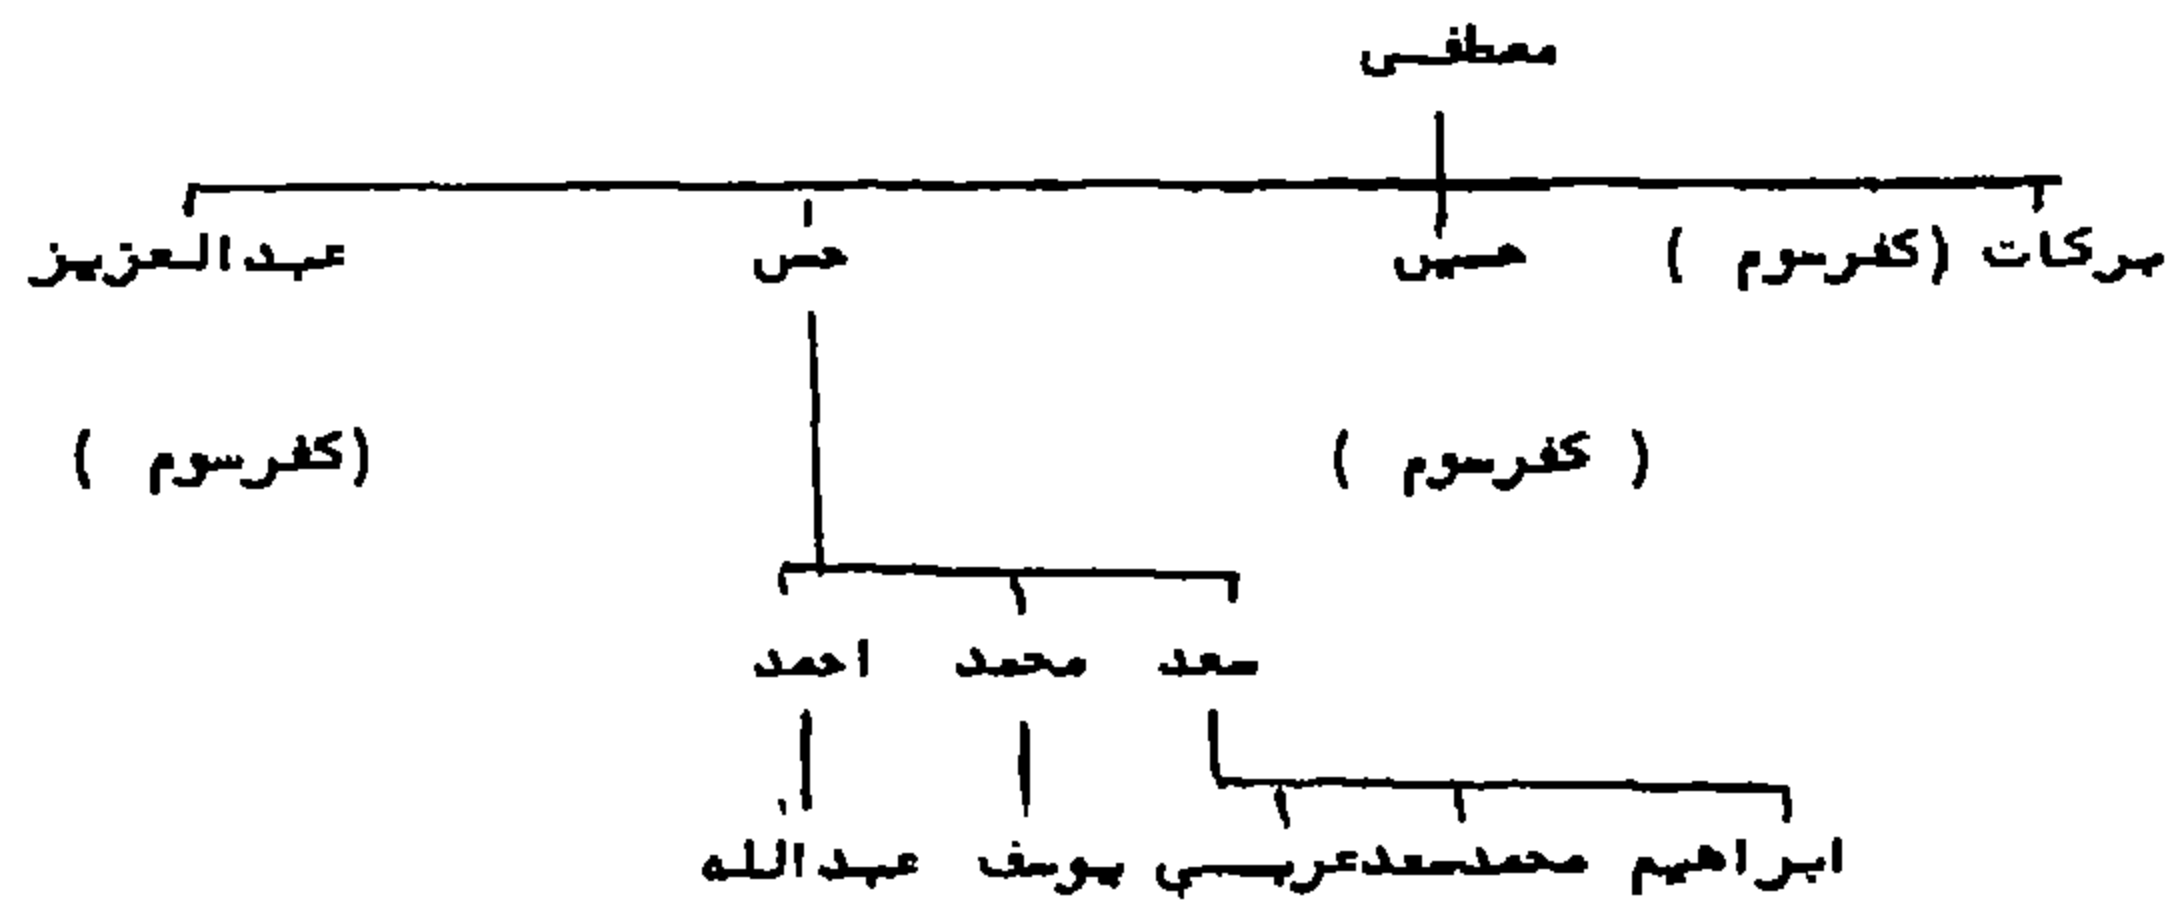 مصطفى
بركات (كفرسوم ) حسين حسن عبدالعزيز
( كفرسوم ) (كفرسوم )
سعد محمد احمد
ابراهيم محمدسعدعربي يوسف عبدالله